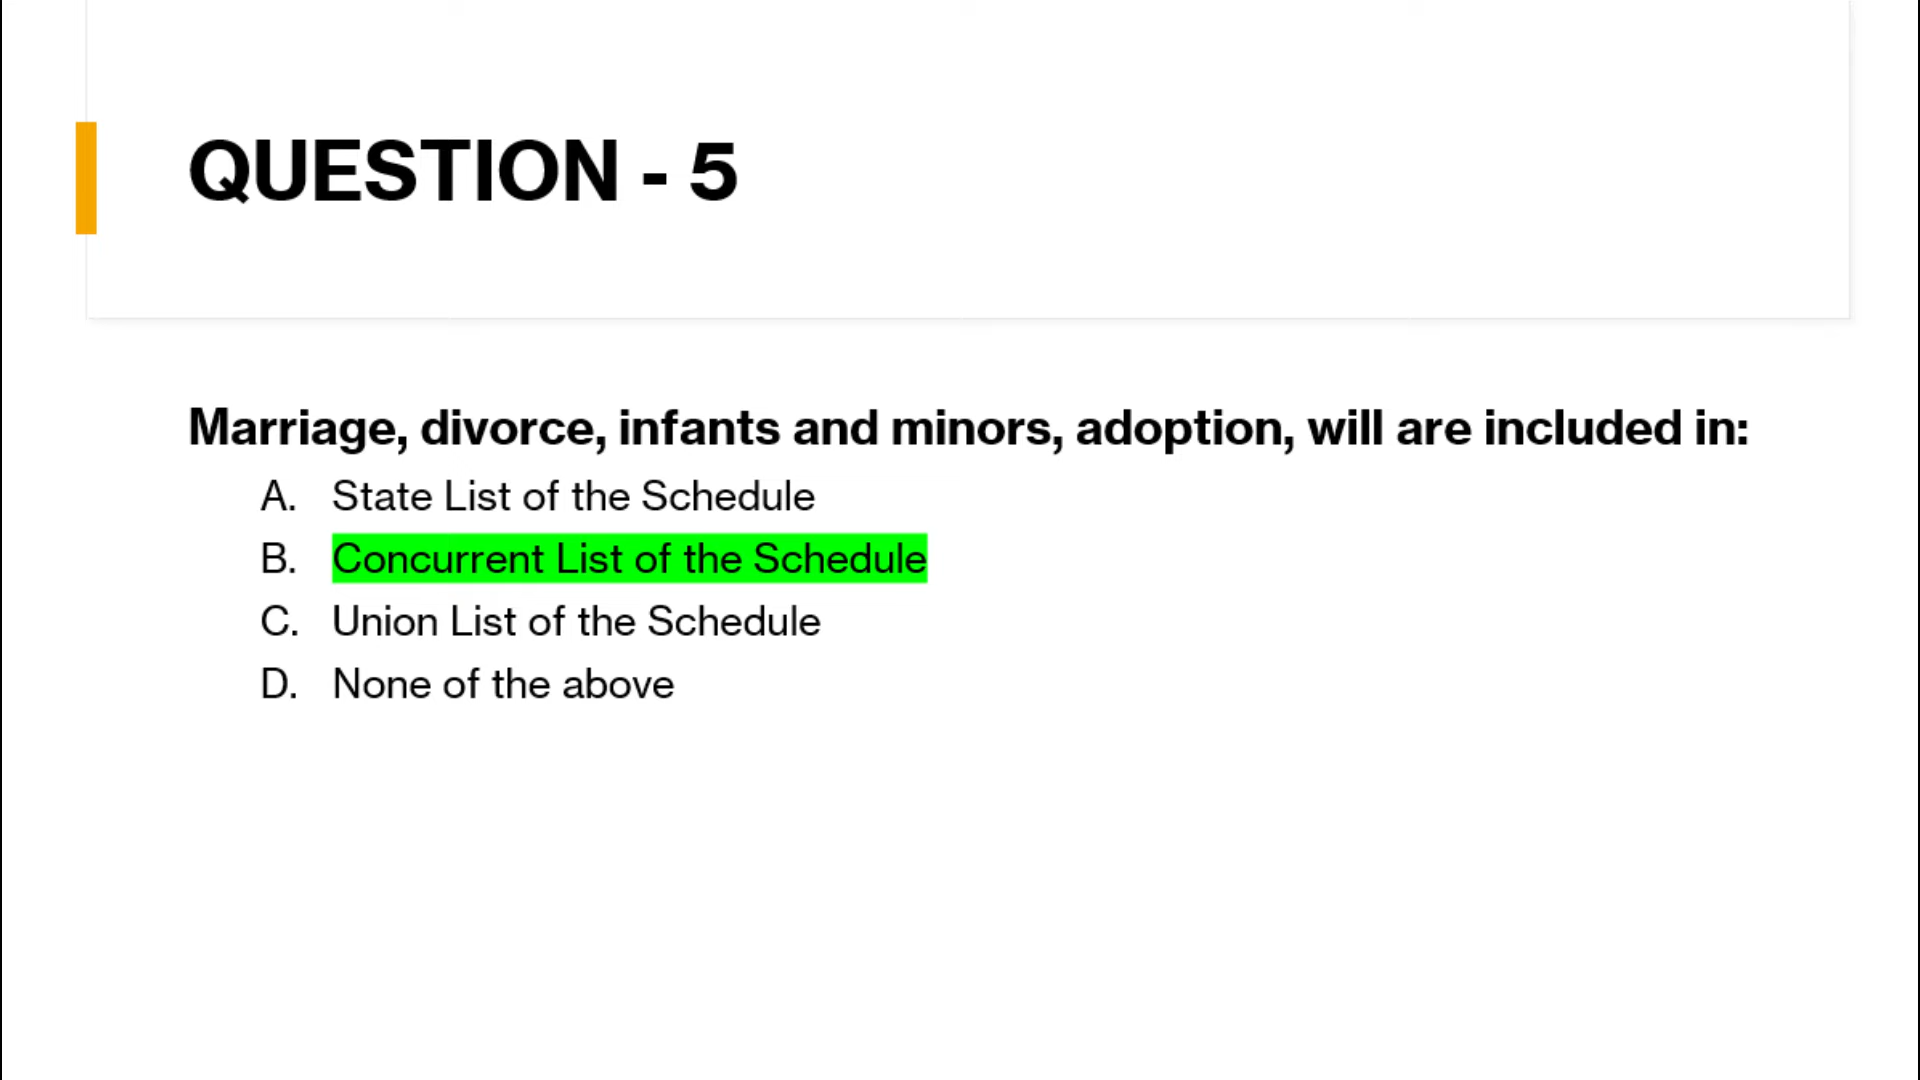 QUESTION - 5
Marriage, divorce, infants and minors, adoption, will are included in:
A. State List of the Schedule
B. Concurrent List of the Schedule
C. Union List of the Schedule
D. None of the above